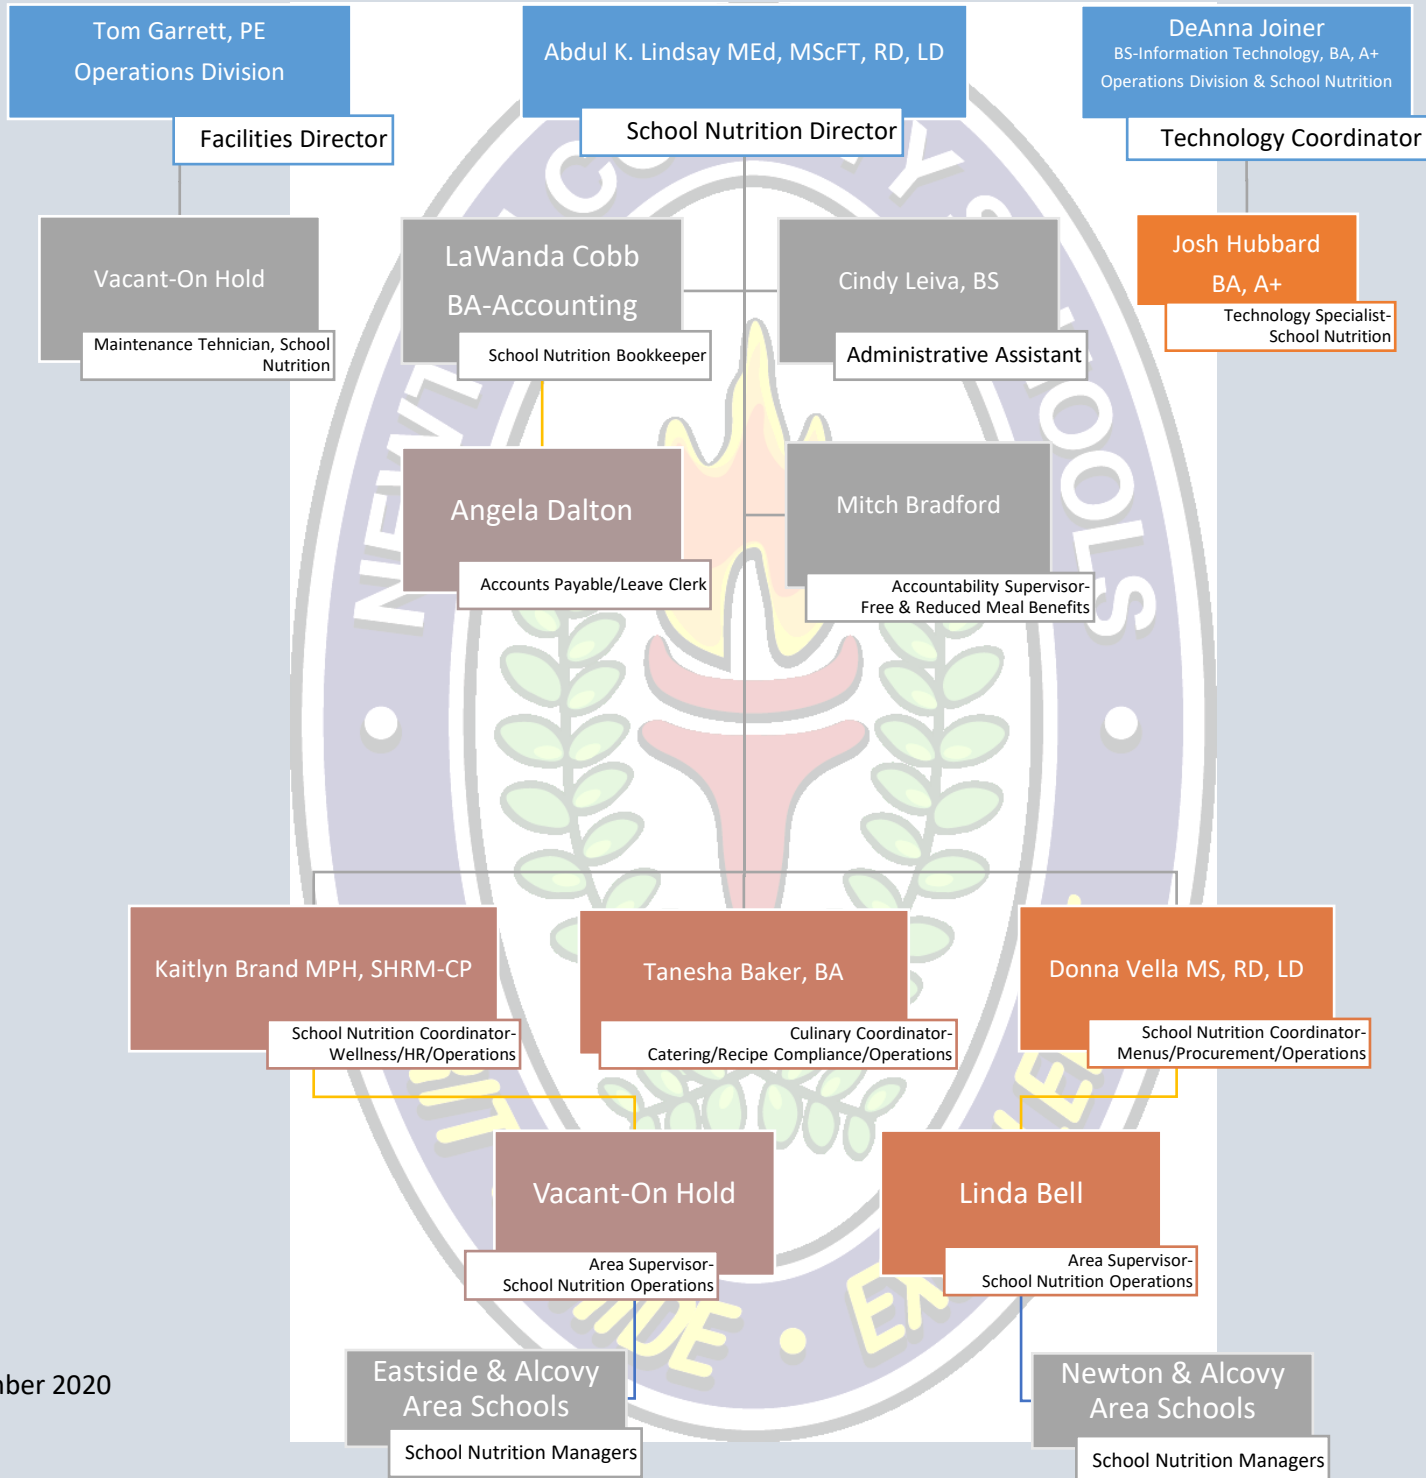 Tom Garrett, PE
Operations Division
Facilities Director
Abdul K. Lindsay MEd, MScFT, RD, LD
School Nutrition Director
DeAnna Joiner
BS-Information Technology, BA, A+
Operations Division & School Nutrition
Technology Coordinator
Vacant-On Hold
Maintenance Tehnician, School
Nutrition
LaWanda Cobb
BA-Accounting
School Nutrition Bookkeeper
Cindy Leiva, BS
Administrative Assistant
Josh Hubbard
BA, A+
Technology Specialist-
School Nutrition
Angela Dalton
Accounts Payable/Leave Clerk
Mitch Bradford
Accountability Supervisor-
Free & Reduced Meal Benefits
Kaitlyn Brand MPH, SHRM-CP
School Nutrition Coordinator-
Wellness/HR/Operations
Tanesha Baker, BA
Culinary Coordinator-
Catering/Recipe Compliance/Operations
Donna Vella MS, RD, LD
School Nutrition Coordinator-
Menus/Procurement/Operations
Vacant-On Hold
Area Supervisor-
School Nutrition Operations
Linda Bell
Area Supervisor-
School Nutrition Operations
Eastside & Alcovy
Area Schools
School Nutrition Managers
Newton & Alcovy
Area Schools
School Nutrition Managers
2020